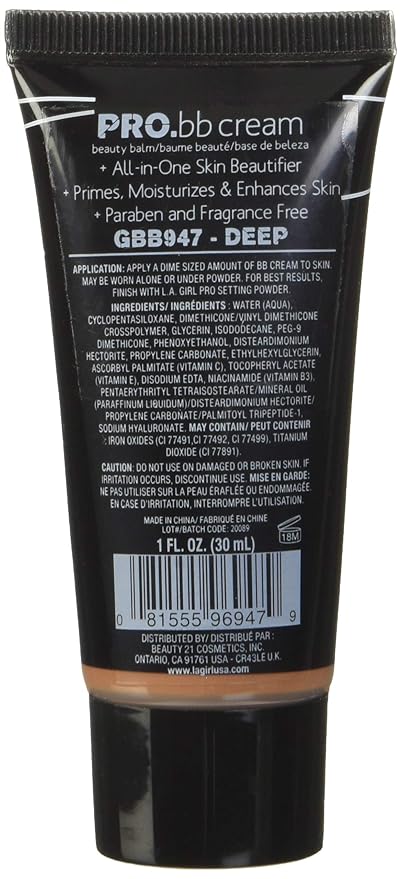 PRO.bb cream
beauty balm/baume beauté/base de beleza
+ All-in-One Skin Beautifier
+ Primes, Moisturizes & Enhances Skin
+ Paraben and Fragrance Free
GBB947 - DEEP
APPLICATION: APPLY A DIME SIZED AMOUNT OF BB CREAM TO SKIN.
MAY BE WORN ALONE OR UNDER POWDER. FOR BEST RESULTS,
FINISH WITH L.A. GIRL PRO SETTING POWDER.
INGREDIENTS/ INGRÉDIENTS : WATER (AQUA),
CYCLOPENTASILOXANE, DIMETHICONE/VINYL DIMETHICONE
CROSSPOLYMER, GLYCERIN, ISODODECANE, PEG-9
DIMETHICONE, PHENOXYETHANOL, DISTEARDIMONIUM
HECTORITE, PROPYLENE CARBONATE, ETHYLHEXYLGLYCERIN,
ASCORBYL PALMITATE (VITAMIN C), TOCOPHERYL ACETATE
(VITAMIN E), DISODIUM EDTA, NIACINAMIDE (VITAMIN B3),
PENTAERYTHRITYL TETRAISOSTEARATE/MINERAL OIL
(PARAFFINUM LIQUIDUM)/DISTEARDIMONIUM HECTORITE/
PROPYLENE CARBONATE/PALMITOYL TRIPEPTIDE-1,
SODIUM HYALURONATE. MAY CONTAIN/ PEUT CONTENIR
: IRON OXIDES (CI 77491,CI 77492, CI 77499), TITANIUM
DIOXIDE (CI 77891).
CAUTION: DO NOT USE ON DAMAGED OR BROKEN SKIN. IF
IRRITATION OCCURS, DISCONTINUE USE. MISE EN GARDE:
NE PAS UTILISER SUR LA PEAU ÉRAFLÉE OU ENDOMMAGÉE.
EN CASE D'IRRITATION, INTERROMPRE L'UTILISATION.
MADE IN CHINA/ FABRIQUÉ EN CHINE
LOT#/BATCH CODE: 20089
18M
1 FL. OZ. (30 mL)
0 81555 96947 9
DISTRIBUTED BY/ DISTRIBUÉ PAR :
BEAUTY 21 COSMETICS, INC.
ONTARIO, CA 91761 USA - CR43LE U.K.
www.lagirlusa.com